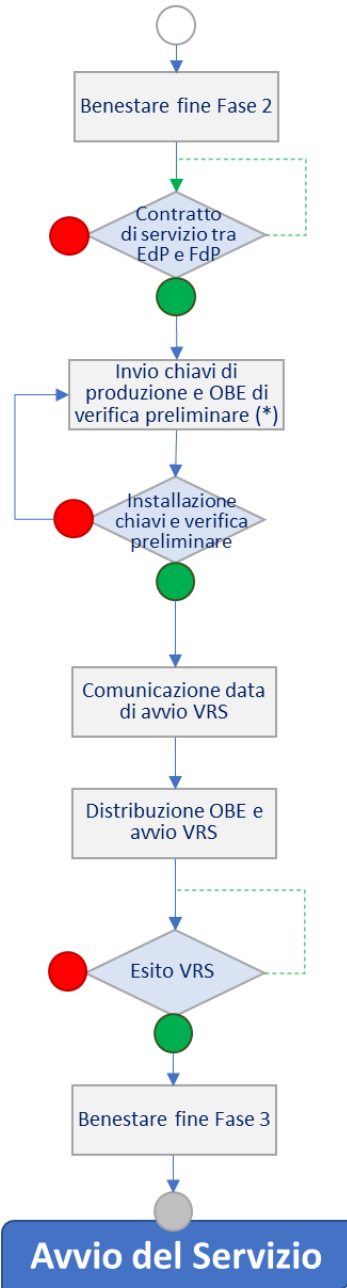 Benestare fine Fase 2
Contratto
di servizio tra
EdP e FdP
Invio chiavi di
produzione e OBE di
verifica preliminare (*)
Installazione
chiavi e verifica
preliminare
Comunicazione data
di avvio VRS
Distribuzione OBE e
avvio VRS
Esito VRS
Benestare fine Fase 3
Avvio del Servizio